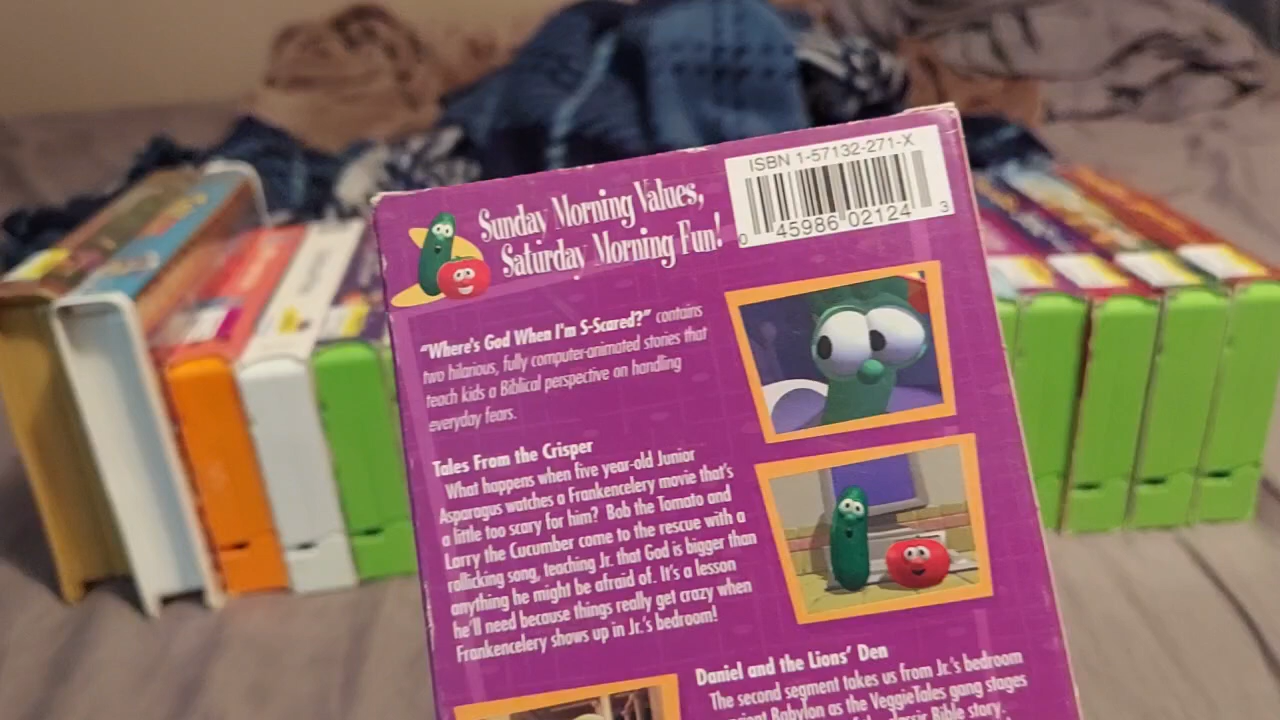 Sunday Morning Values,
Saturday Morning Fun!
ISBN 1-57132-271-X
0 45986 02124 3
"Where's God When I'm S-Scared?" contains
two hilarious, fully computer-animated stories that
teach kids a Biblical perspective on handling
everyday fears.
Tales From the Crisper
What happens when five year-old Junior
Asparagus watches a Frankencelery movie that's
a little too scary for him? Bob the Tomato and
Larry the Cucumber come to the rescue with a
rollicking song, teaching Jr. that God is bigger than
anything he might be afraid of. It's a lesson
he'll need because things really get crazy when
Frankencelery shows up in Jr.'s bedroom!
Daniel and the Lions' Den
The second segment takes us from Jr.'s bedroom
Babylon as the VeggieTales gang stages
classic Bible story.